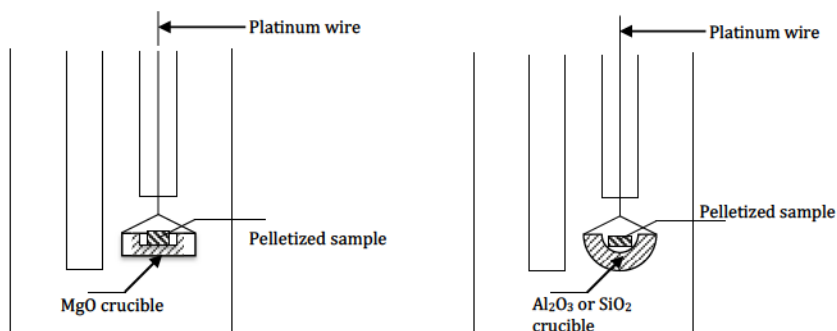 Platinum wire
Pelletized sample
MgO crucible
Platinum wire
Pelletized sample
Al₂O₃ or SiO₂
crucible